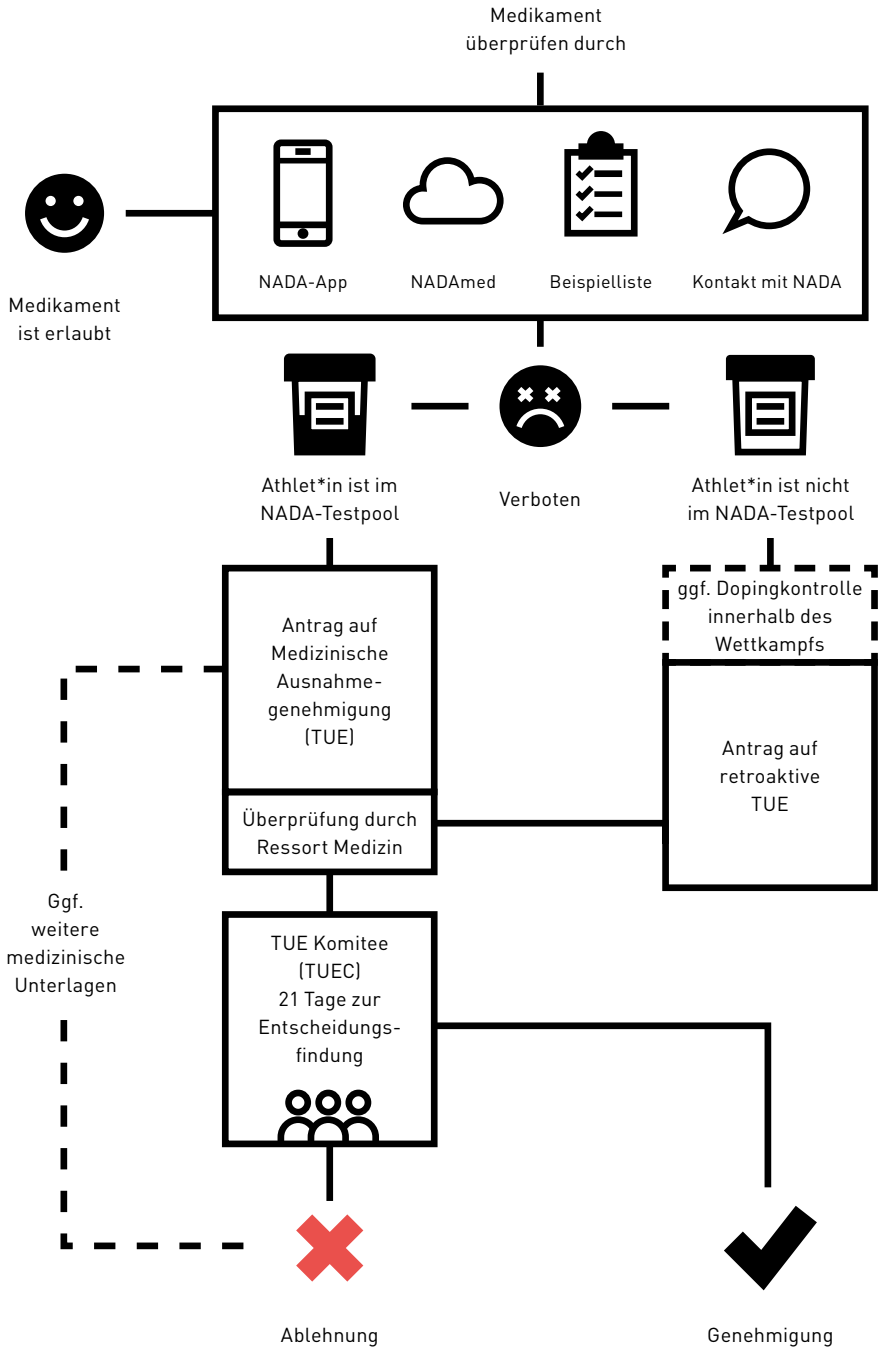 Medikament
überprüfen durch
NADA-App
NADAmed
Beispielliste
Kontakt mit NADA
Medikament
ist erlaubt
Athlet*in ist im
NADA-Testpool
Verboten
Athlet*in ist nicht
im NADA-Testpool
Antrag auf
Medizinische
Ausnahme-
genehmigung
(TUE)
ggf. Dopingkontrolle
innerhalb des
Wettkampfs
Antrag auf
retroaktive
TUE
Überprüfung durch
Ressort Medizin
Ggf.
weitere
medizinische
Unterlagen
TUE Komitee
(TUEC)
21 Tage zur
Entscheidungs-
findung
Ablehnung
Genehmigung